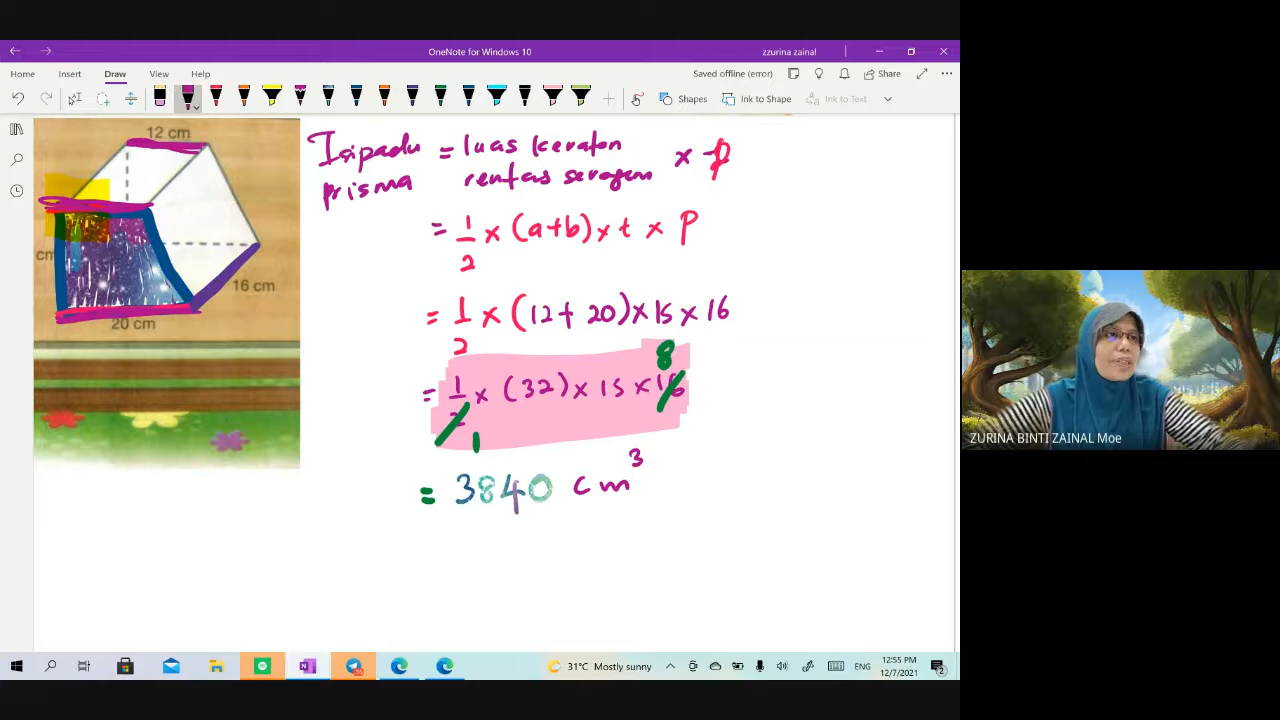 OneNote for Windows 10
zzurina zainal
Home Insert Draw View Help
Saved offline (error)
Share
Shapes
Ink to Shape
Ink to Text
12 cm
cm
16 cm
20 cm
Isipadu prisma = luas keratan rentas seragam × p
= 1/2 × (a+b) × t × p
= 1/2 × (12 + 20) × 15 × 16
= 1/2 × (32) × 15 × 16
8
1
= 3840 cm³
ZURINA BINTI ZAINAL Moe
31°C Mostly sunny
ENG
12:55 PM
12/7/2021
2